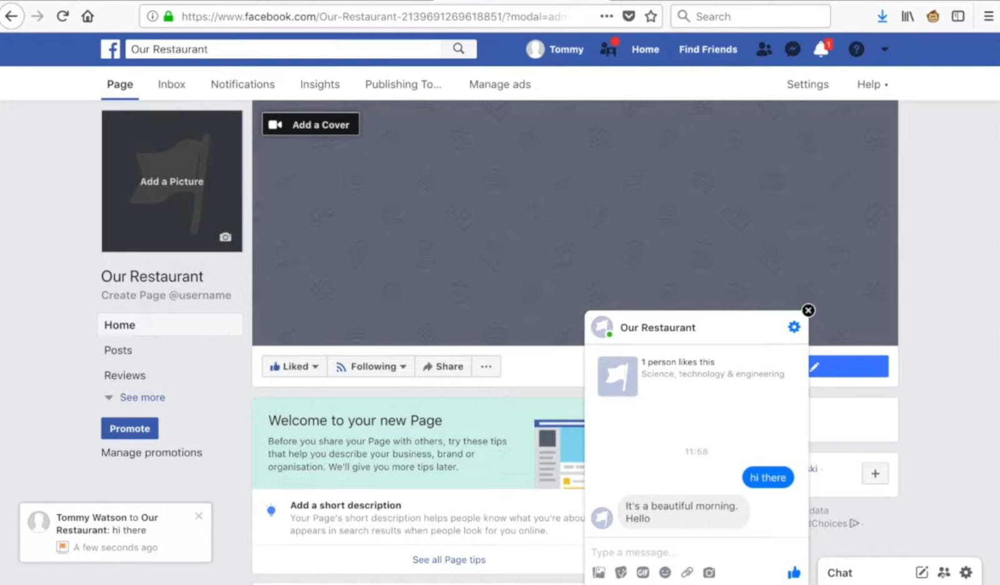 https://www.facebook.com/Our-Restaurant-2139691269618851/?modal=adm
Search
Our Restaurant
Tommy
Home
Find Friends
1
Page
Inbox
Notifications
Insights
Publishing To...
Manage ads
Settings
Help
Add a Picture
Add a Cover
Our Restaurant
Create Page @username
Home
Posts
Reviews
See more
Promote
Manage promotions
Liked
Following
Share
Welcome to your new Page
Before you share your Page with others, try these tips
that help you describe your business, brand or
organisation. We'll give you more tips later.
Add a short description
Your Page's short description helps people know what you're abou
appears in search results when people look for you online.
See all Page tips
Tommy Watson to Our
Restaurant: hi there
A few seconds ago
Our Restaurant
1 person likes this
Science, technology & engineering
11:58
hi there
It's a beautiful morning.
Hello
Type a message...
GIF
ski ·
data
dChoices
Chat